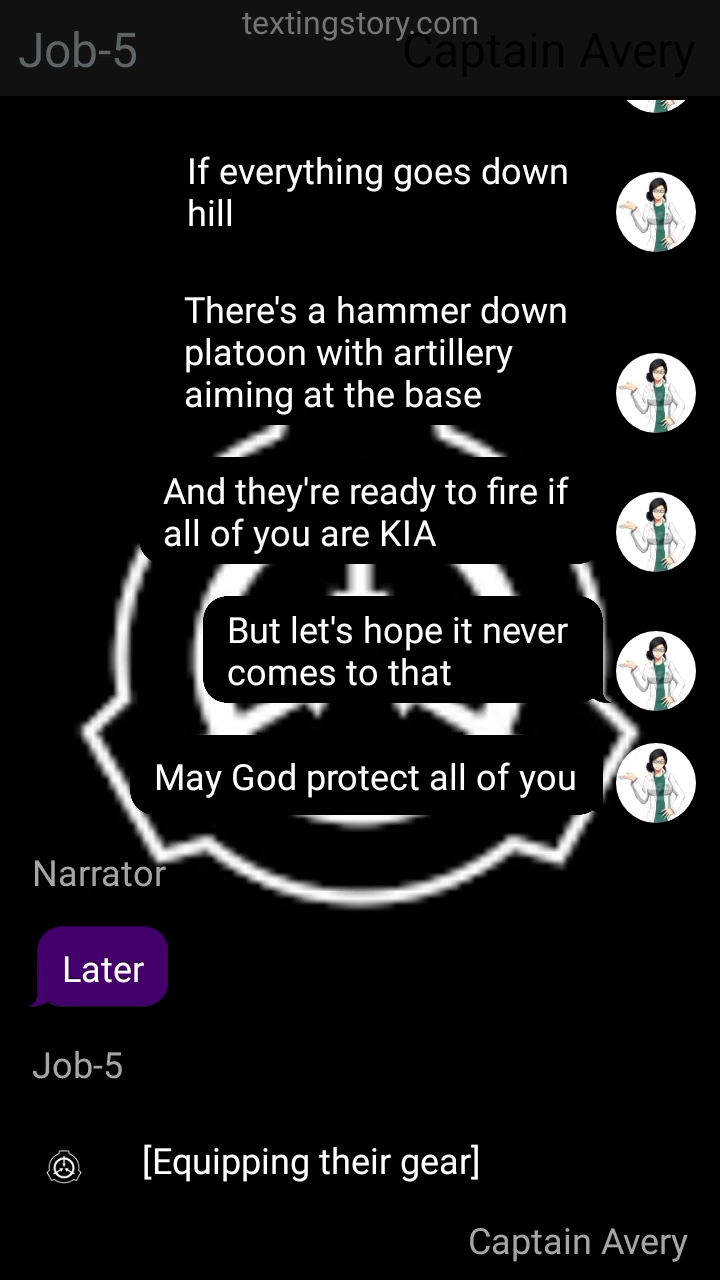 textingstory.com
Job-5
Captain Avery
If everything goes down
hill
There's a hammer down
platoon with artillery
aiming at the base
And they're ready to fire if
all of you are KIA
But let's hope it never
comes to that
May God protect all of you
Narrator
Later
Job-5
[Equipping their gear]
Captain Avery